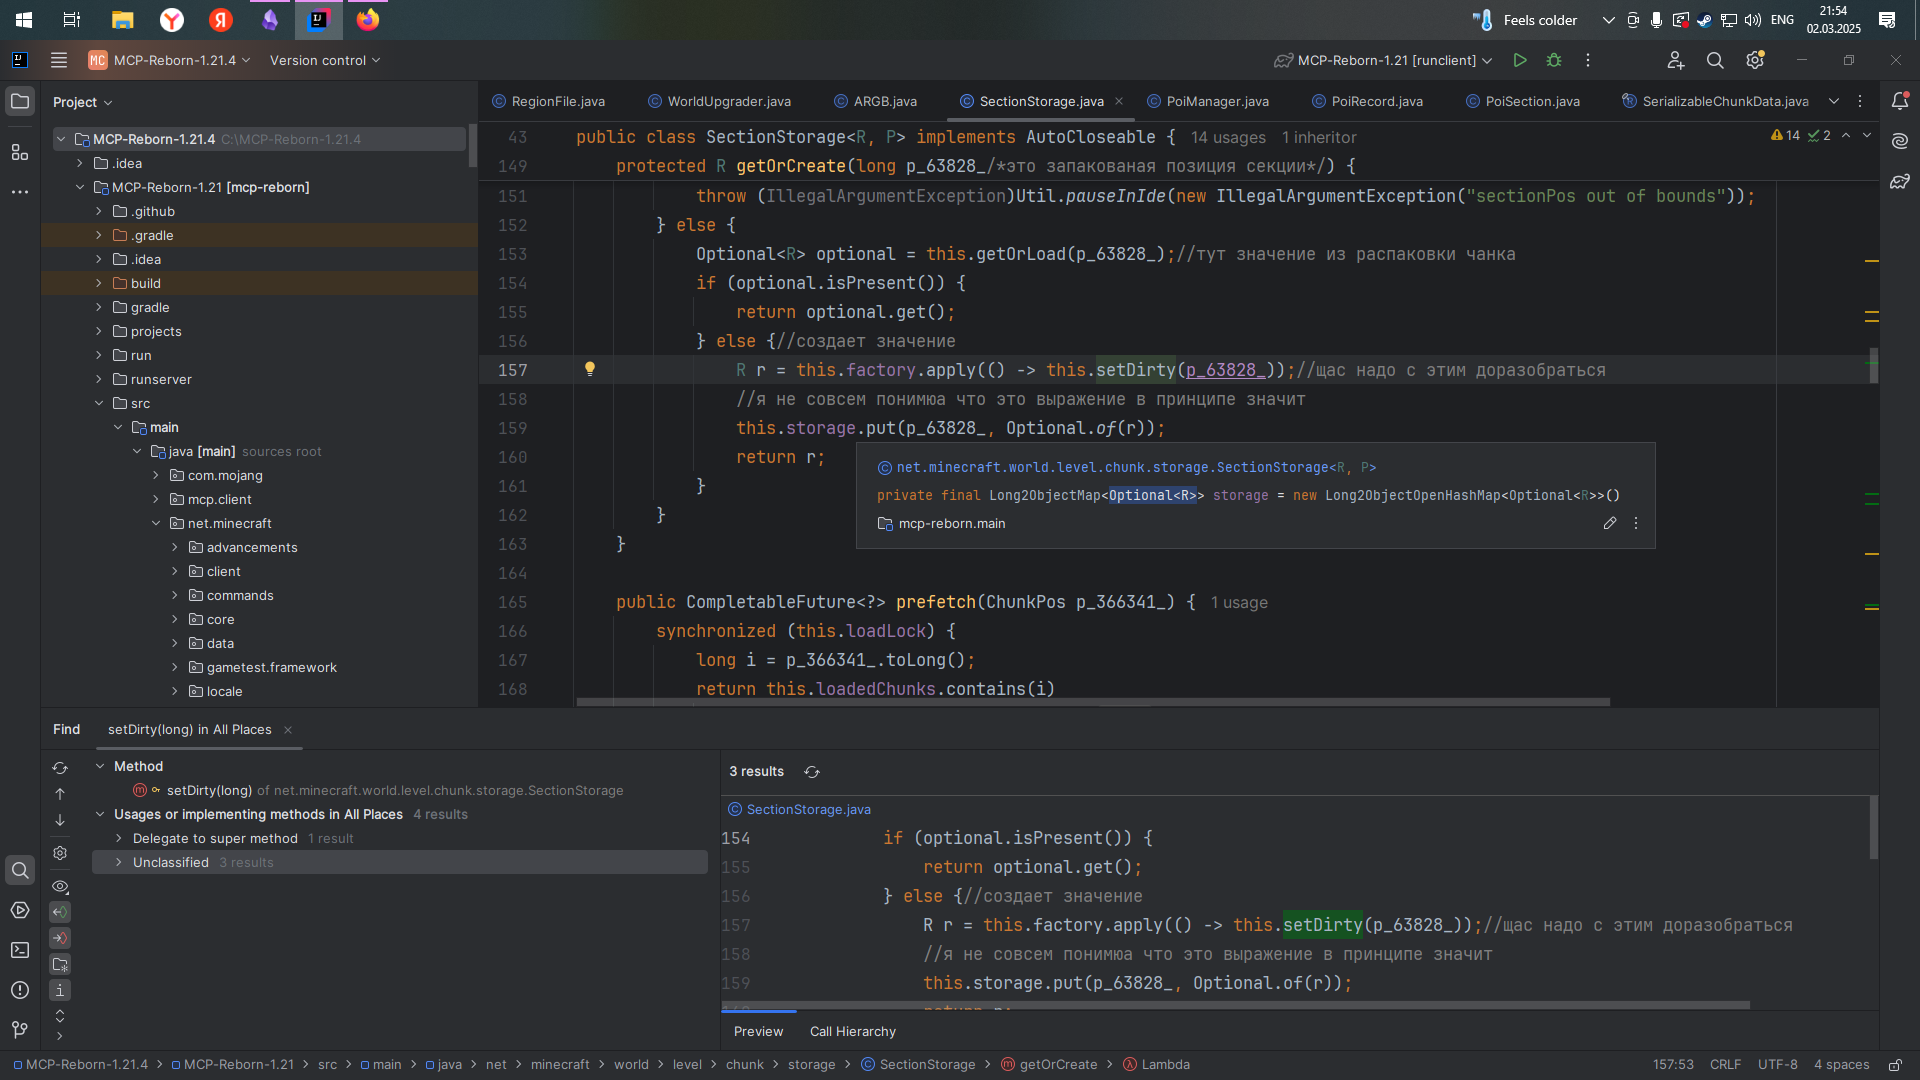 Feels colder
ENG
21:54
02.03.2025
MC
MCP-Reborn-1.21.4
Version control
MCP-Reborn-1.21 [runclient]
Project
RegionFile.java
WorldUpgrader.java
ARGB.java
SectionStorage.java
PoiManager.java
PoiRecord.java
PoiSection.java
SerializableChunkData.java
MCP-Reborn-1.21.4 C:\MCP-Reborn-1.21.4
.idea
MCP-Reborn-1.21 [mcp-reborn]
.github
.gradle
.idea
build
gradle
projects
run
runserver
src
main
java [main] sources root
com.mojang
mcp.client
net.minecraft
advancements
client
commands
core
data
gametest.framework
locale
14
2
43 public class SectionStorage<R, P> implements AutoCloseable { 14 usages 1 inheritor
149 protected R getOrCreate(long p_63828_/*это запакованая позиция секции*/) {
151 throw (IllegalArgumentException)Util.pauseInIde(new IllegalArgumentException("sectionPos out of bounds"));
152 } else {
153 Optional<R> optional = this.getOrLoad(p_63828_);//тут значение из распаковки чанка
154 if (optional.isPresent()) {
155 return optional.get();
156 } else {//создает значение
157 R r = this.factory.apply(() -> this.setDirty(p_63828_));//щас надо с этим доразобраться
158 //я не совсем понимюа что это выражение в принципе значит
159 this.storage.put(p_63828_, Optional.of(r));
160 return r;
161 }
162 }
163 }
164
165 public CompletableFuture<?> prefetch(ChunkPos p_366341_) { 1 usage
166 synchronized (this.loadLock) {
167 long i = p_366341_.toLong();
168 return this.loadedChunks.contains(i)
net.minecraft.world.level.chunk.storage.SectionStorage<R, P>
private final Long2ObjectMap<Optional<R>> storage = new Long2ObjectOpenHashMap<Optional<R>>()
mcp-reborn.main
Find
setDirty(long) in All Places
Method
setDirty(long) of net.minecraft.world.level.chunk.storage.SectionStorage
Usages or implementing methods in All Places 4 results
Delegate to super method 1 result
Unclassified 3 results
3 results
SectionStorage.java
154 if (optional.isPresent()) {
155 return optional.get();
156 } else {//создает значение
157 R r = this.factory.apply(() -> this.setDirty(p_63828_));//щас надо с этим доразобраться
158 //я не совсем понимюа что это выражение в принципе значит
159 this.storage.put(p_63828_, Optional.of(r));
Preview
Call Hierarchy
MCP-Reborn-1.21.4 > MCP-Reborn-1.21 > src > main > java > net > minecraft > world > level > chunk > storage > SectionStorage > getOrCreate > Lambda
157:53 CRLF UTF-8 4 spaces